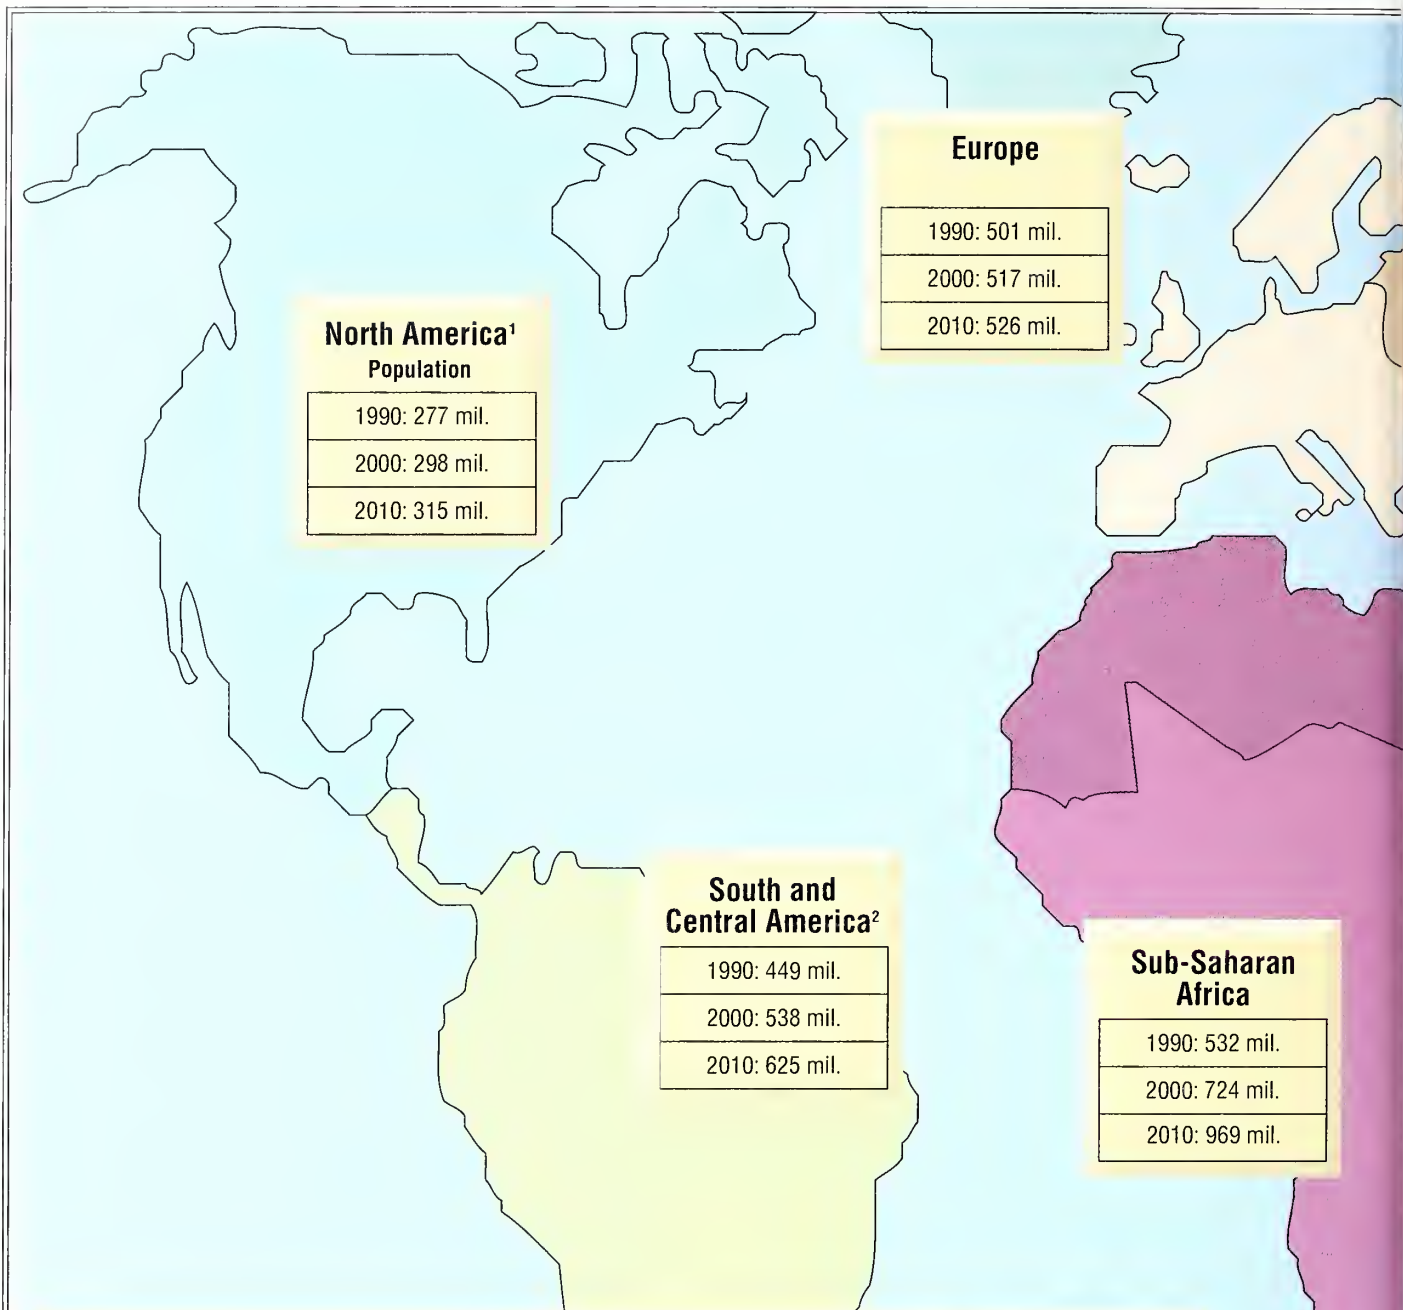 Europe
1990: 501 mil.
2000: 517 mil.
2010: 526 mil.
North America¹
Population
1990: 277 mil.
2000: 298 mil.
2010: 315 mil.
South and
Central America²
1990: 449 mil.
2000: 538 mil.
2010: 625 mil.
Sub-Saharan
Africa
1990: 532 mil.
2000: 724 mil.
2010: 969 mil.